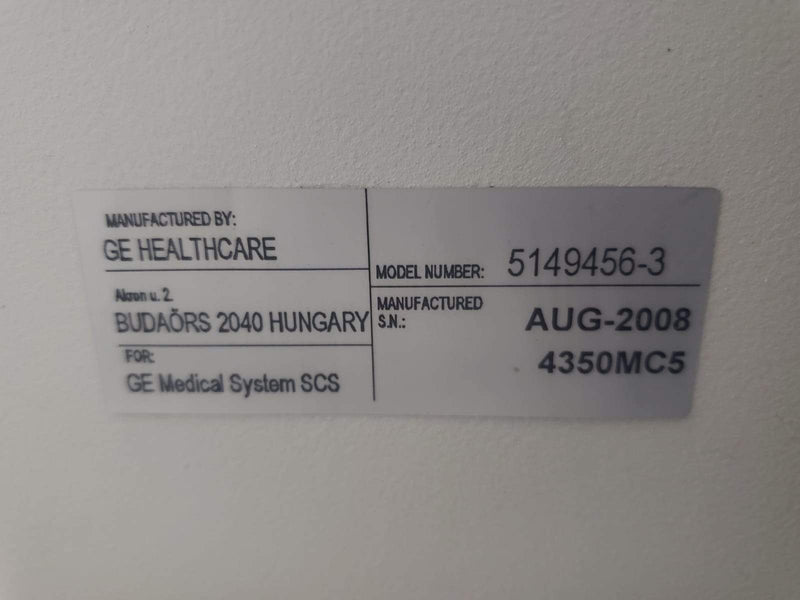 MANUFACTURED BY:
GE HEALTHCARE
Akron u. 2.
BUDAÖRS 2040 HUNGARY
FOR:
GE Medical System SCS
MODEL NUMBER: 5149456-3
MANUFACTURED AUG-2008
S.N.: 4350MC5